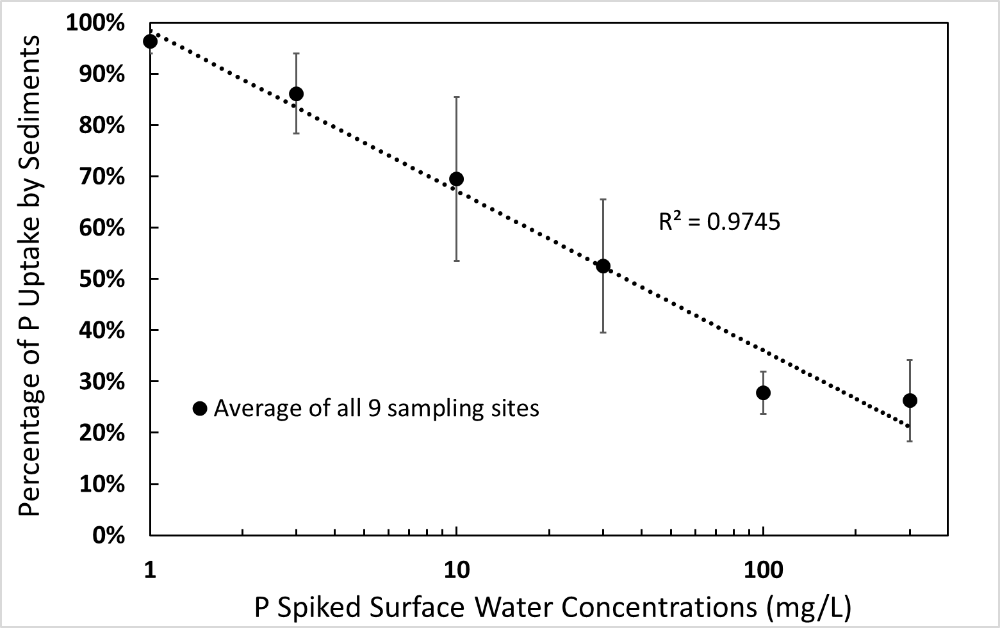 Percentage of P Uptake by Sediments
100%
90%
80%
70%
60%
50%
40%
30%
20%
10%
0%
R² = 0.9745
Average of all 9 sampling sites
1 10 100
P Spiked Surface Water Concentrations (mg/L)